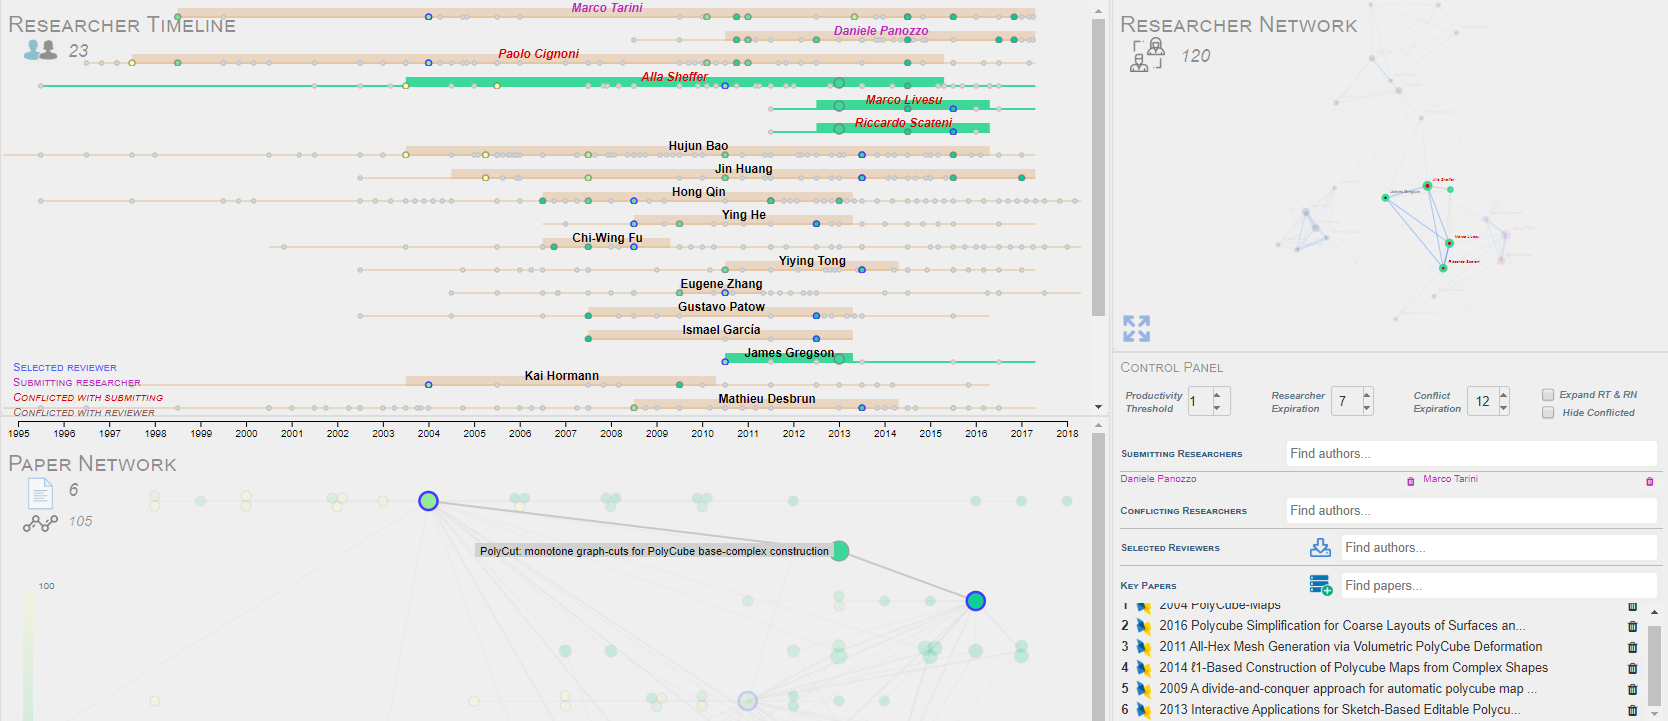 Researcher Timeline
23
Marco Tarini
Daniele Panozzo
Paolo Cignoni
Alla Sheffer
Marco Livesu
Riccardo Scateni
Hujun Bao
Jin Huang
Hong Qin
Ying He
Chi-Wing Fu
Yiying Tong
Eugene Zhang
Gustavo Patow
Ismael García
James Gregson
Kai Hormann
Mathieu Desbrun
Selected reviewer
Submitting researcher
Conflicted with submitting
Conflicted with reviewer
1995 1996 1997 1998 1999 2000 2001 2002 2003 2004 2005 2006 2007 2008 2009 2010 2011 2012 2013 2014 2015 2016 2017 2018
Paper Network
6
105
PolyCut: monotone graph-cuts for PolyCube base-complex construction
100
Researcher Network
120
Alla Sheffer
James Gregson
Marco Livesu
Riccardo Scateni
Control Panel
Productivity Threshold 1
Researcher Expiration 7
Conflict Expiration 12
Expand RT & RN
Hide Conflicted
Submitting Researchers Find authors...
Daniele Panozzo Marco Tarini
Conflicting Researchers Find authors...
Selected Reviewers Find authors...
Key Papers Find papers...
1 2004 PolyCube-Maps
2 2016 Polycube Simplification for Coarse Layouts of Surfaces an...
3 2011 All-Hex Mesh Generation via Volumetric PolyCube Deformation
4 2014 ℓ1-Based Construction of Polycube Maps from Complex Shapes
5 2009 A divide-and-conquer approach for automatic polycube map ...
6 2013 Interactive Applications for Sketch-Based Editable Polycu...